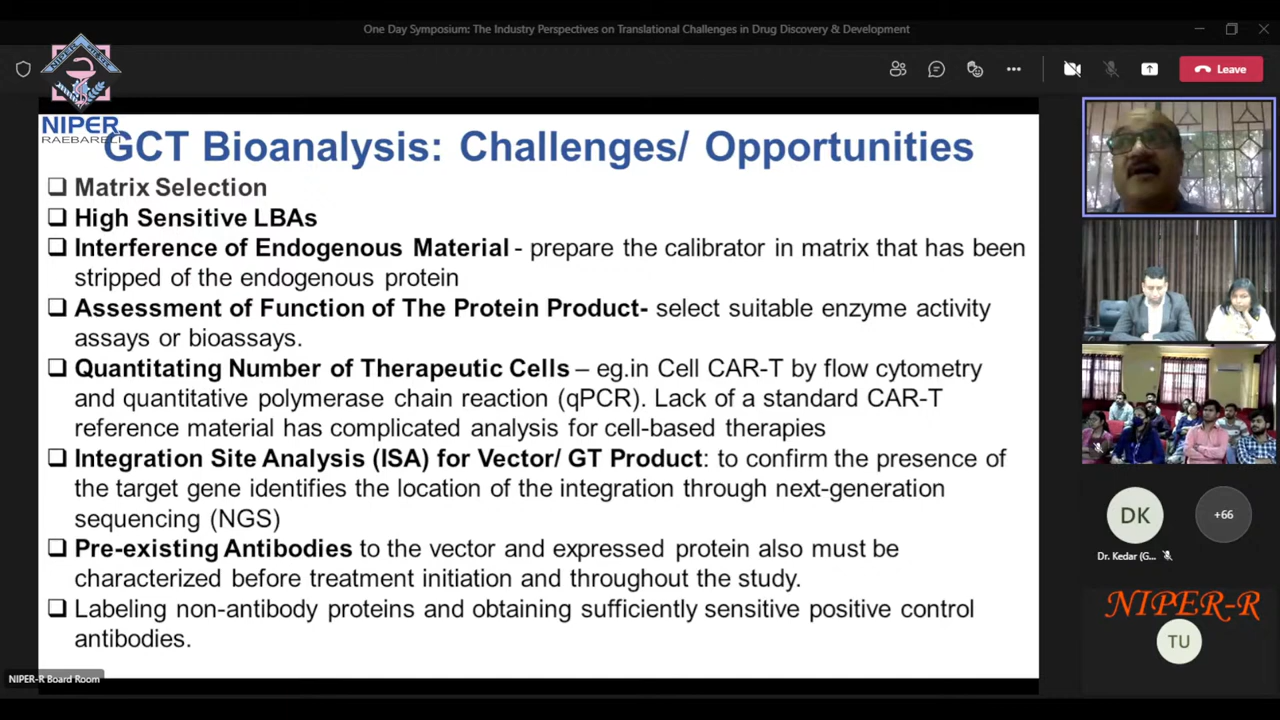 One Day Symposium: The Industry Perspectives on Translational Challenges in Drug Discovery & Development
Leave
NIPER
RAEBARELI
GCT Bioanalysis: Challenges/ Opportunities
Matrix Selection
High Sensitive LBAs
Interference of Endogenous Material - prepare the calibrator in matrix that has been
stripped of the endogenous protein
Assessment of Function of The Protein Product- select suitable enzyme activity
assays or bioassays.
Quantitating Number of Therapeutic Cells – eg.in Cell CAR-T by flow cytometry
and quantitative polymerase chain reaction (qPCR). Lack of a standard CAR-T
reference material has complicated analysis for cell-based therapies
Integration Site Analysis (ISA) for Vector/ GT Product: to confirm the presence of
the target gene identifies the location of the integration through next-generation
sequencing (NGS)
Pre-existing Antibodies to the vector and expressed protein also must be
characterized before treatment initiation and throughout the study.
Labeling non-antibody proteins and obtaining sufficiently sensitive positive control
antibodies.
DK
+66
Dr. Kedar (G...
NIPER-R
TU
NIPER-R Board Room